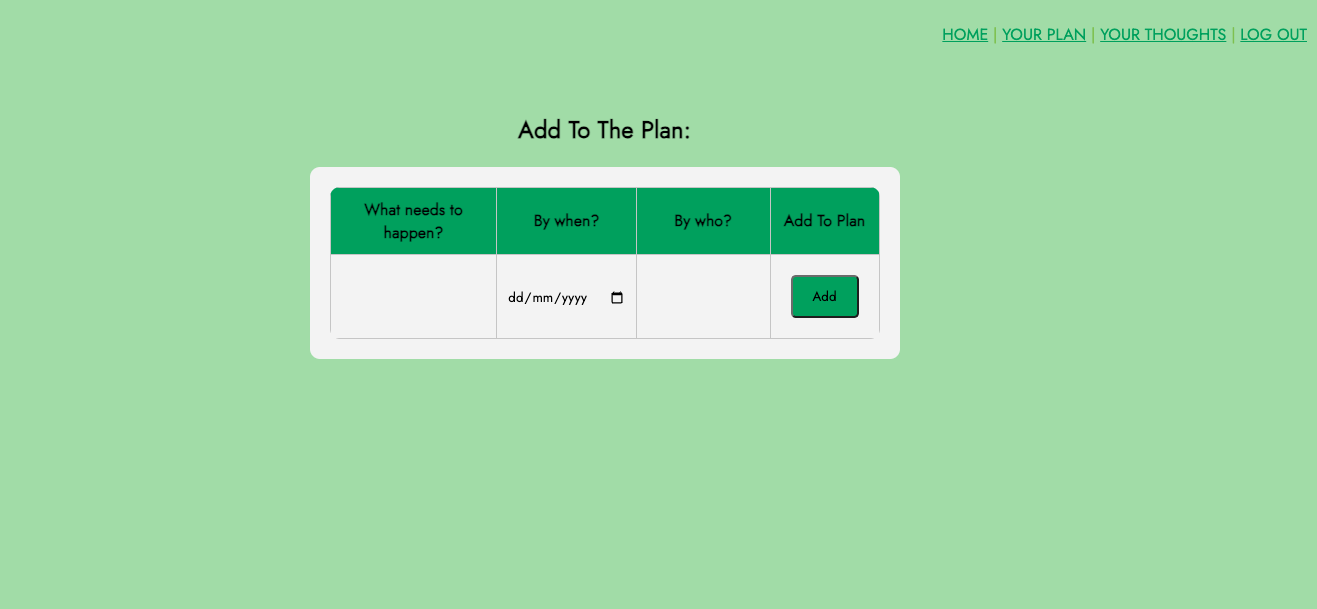 HOME | YOUR PLAN | YOUR THOUGHTS | LOG OUT
Add To The Plan:
What needs to
happen?
By when?
By who?
Add To Plan
dd/mm/yyyy
Add